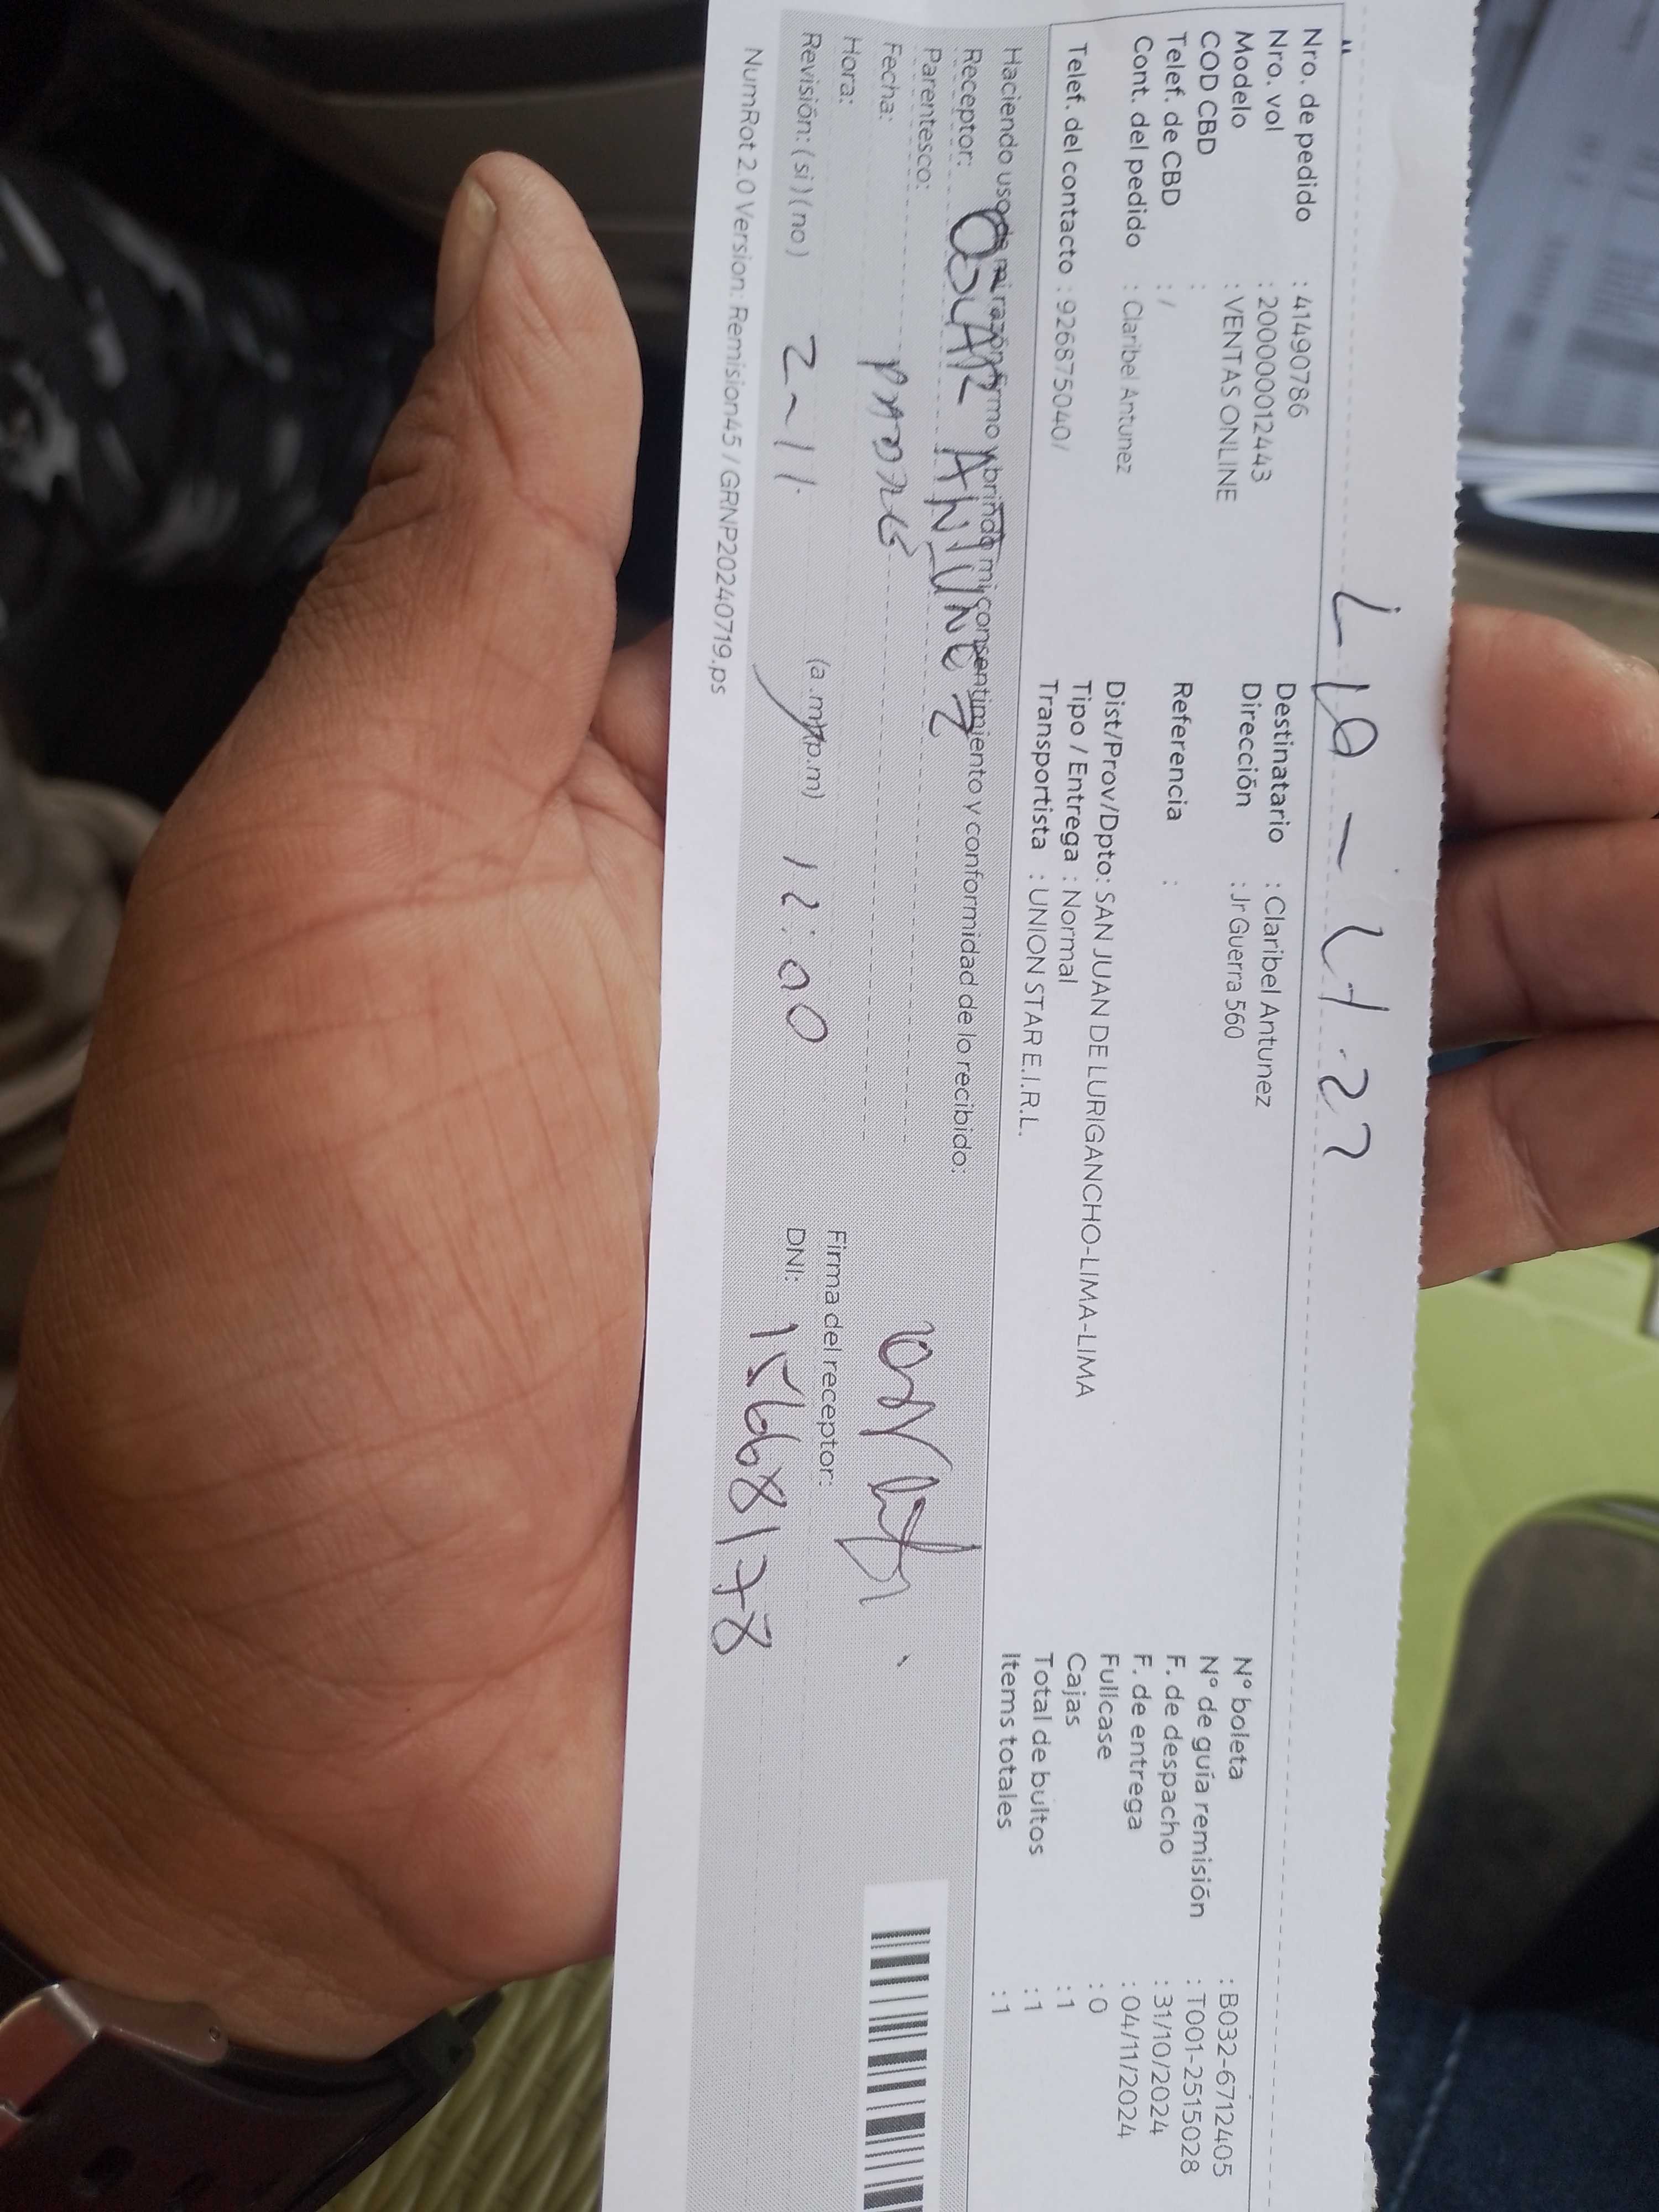 L10-4.22
Nro. de pedido : 41490786
Nro. vol : 2000000012443
Modelo : VENTAS ONLINE
COD CBD :
Telef. de CBD : /
Cont. del pedido : Claribel Antunez
Telef. del contacto : 926875040/
Destinatario : Claribel Antunez
Dirección : Jr Guerra 560
Referencia :
Dist/Prov/Dpto: SAN JUAN DE LURIGANCHO-LIMA-LIMA
Tipo / Entrega : Normal
Transportista : UNION STAR E.I.R.L.
N° boleta : B032-6712405
N° de guía remisión : T001-2515028
F. de despacho : 31/10/2024
F. de entrega : 04/11/2024
Fullcase : 0
Cajas : 1
Total de bultos : 1
Items totales : 1
Haciendo uso de mi razón firmo y brindo mi consentimiento y conformidad de lo recibido:
Receptor: OSCAR ANTUNEZ
Parentesco:
Fecha:
Hora: 2-11. (a.m)(p.m) 12:00
Revisión: ( si ) ( no )
Firma del receptor:
DNI: 15668178
NumRot 2.0 Version: Remision45 / GRNP20240719.ps